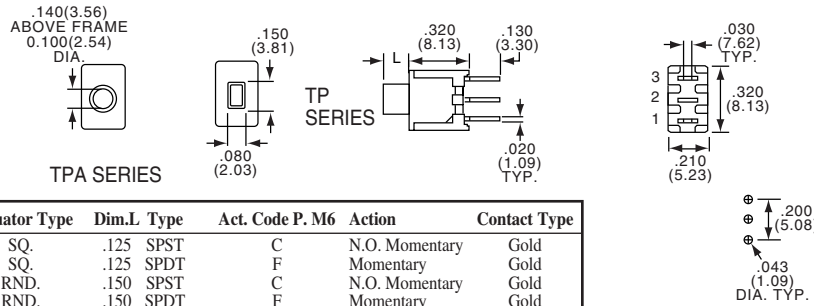 .140(3.56)
ABOVE FRAME
0.100(2.54)
DIA.
TPA SERIES
.150
(3.81)
.080
(2.03)
TP
SERIES
L
.320
(8.13)
.130
(3.30)
.020
(1.09)
TYP.
.030
(7.62)
TYP.
3
2
1
.320
(8.13)
.210
(5.23)
.200
(5.08)
.043
(1.09)
DIA. TYP.
uator Type Dim.L Type Act. Code P. M6 Action Contact Type
SQ. .125 SPST C N.O. Momentary Gold
SQ. .125 SPDT F Momentary Gold
RND. .150 SPST C N.O. Momentary Gold
RND. .150 SPDT F Momentary Gold